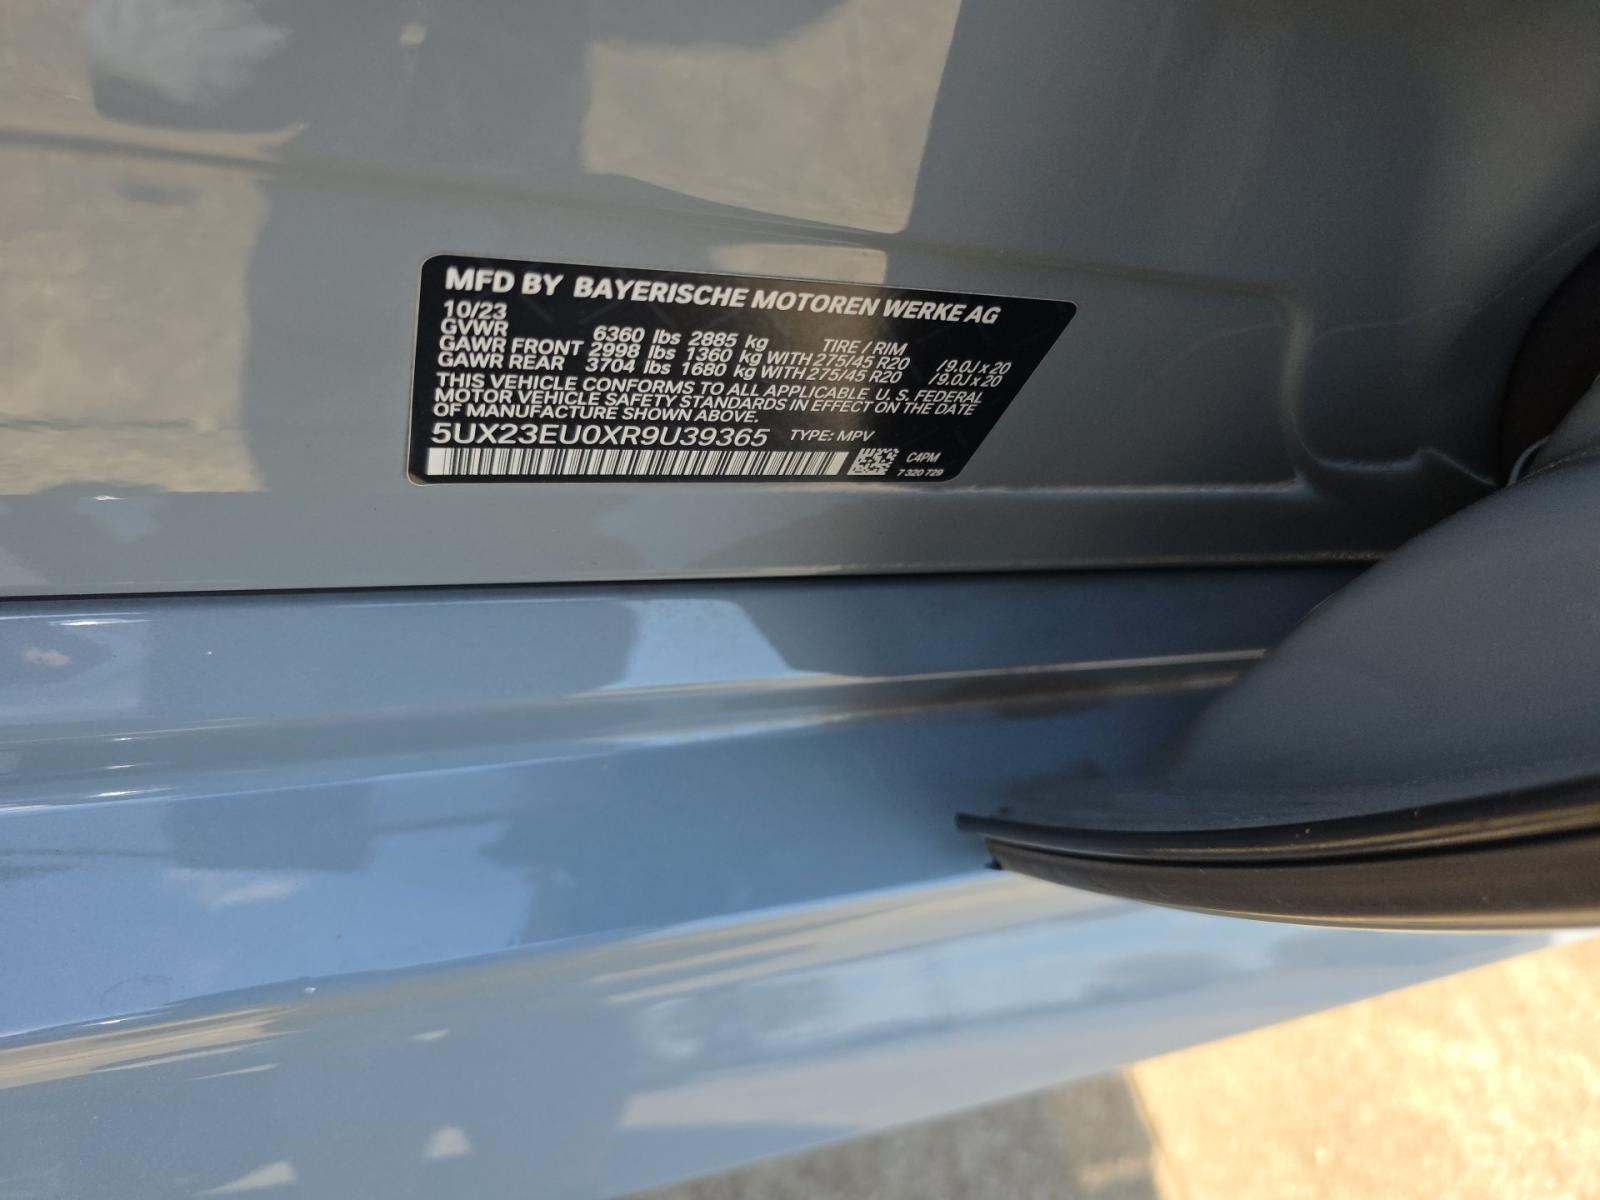 MFD BY BAYERISCHE MOTOREN WERKE AG
10/23
GVWR 6360 lbs 2885 kg TIRE / RIM
GAWR FRONT 2998 lbs 1360 kg WITH 275/45 R20 /9.0J x 20
GAWR REAR 3704 lbs 1680 kg WITH 275/45 R20 /9.0J x 20
THIS VEHICLE CONFORMS TO ALL APPLICABLE U. S. FEDERAL
MOTOR VEHICLE SAFETY STANDARDS IN EFFECT ON THE DATE
OF MANUFACTURE SHOWN ABOVE.
5UX23EU0XR9U39365 TYPE: MPV
C4PM
7 320 729